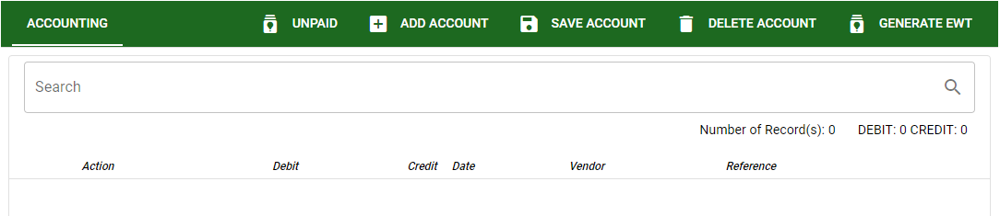 ACCOUNTING UNPAID ADD ACCOUNT SAVE ACCOUNT DELETE ACCOUNT GENERATE EWT
Search
Number of Record(s): 0 DEBIT: 0 CREDIT: 0
Action Debit Credit Date Vendor Reference